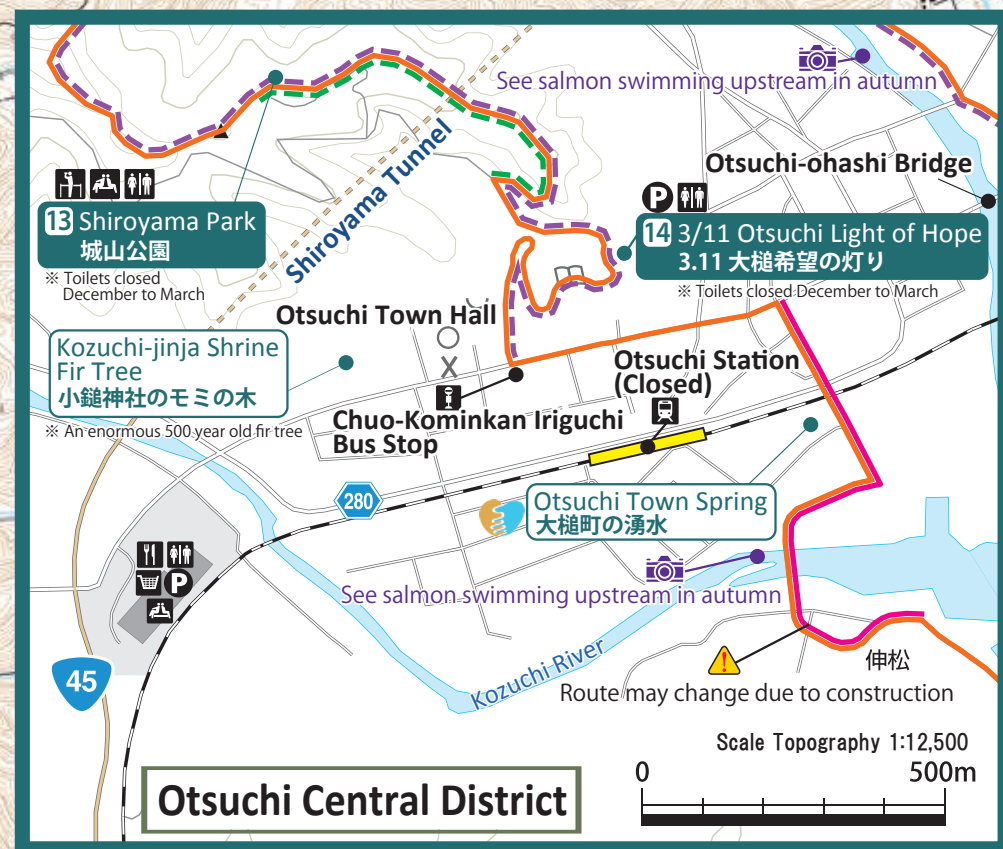 See salmon swimming upstream in autumn
Otsuchi-ohashi Bridge
Shiroyama Tunnel
13 Shiroyama Park
城山公園
※ Toilets closed
December to March
P
14 3/11 Otsuchi Light of Hope
3.11 大槌希望の灯り
※ Toilets closed December to March
Otsuchi Town Hall
Kozuchi-jinja Shrine
Fir Tree
小鎚神社のモミの木
※ An enormous 500 year old fir tree
Otsuchi Station
(Closed)
Chuo-Kominkan Iriguchi
Bus Stop
280
Otsuchi Town Spring
大槌町の湧水
P
See salmon swimming upstream in autumn
Kozuchi River
伸松
45
Route may change due to construction
Scale Topography 1:12,500
0 500m
Otsuchi Central District